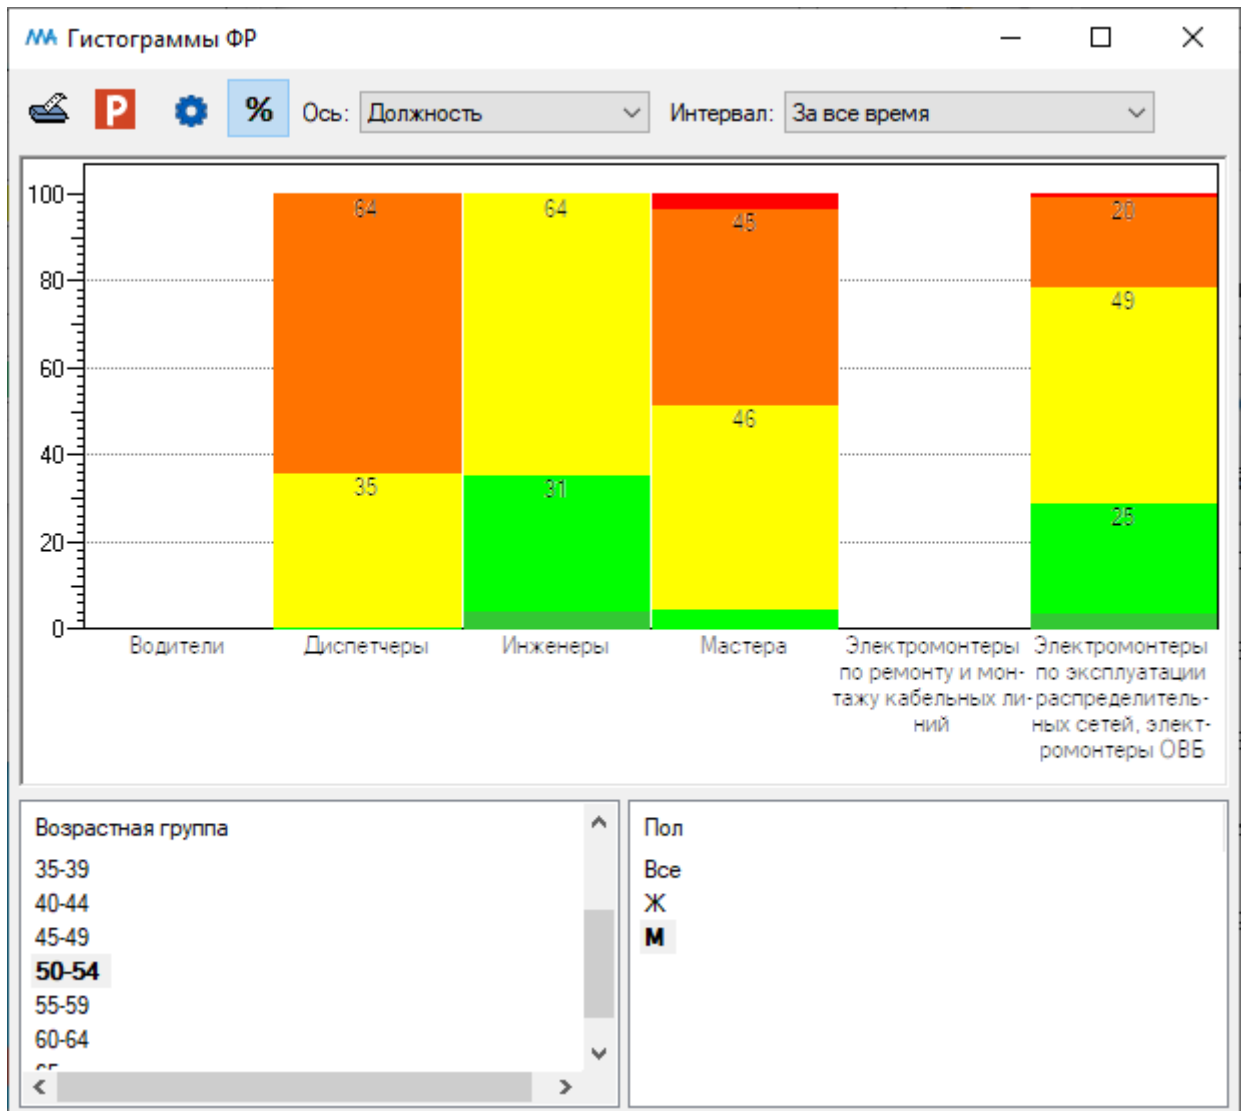 Гистограммы ФР
P % Ось: Должность Интервал: За все время
100
80
60
40
20
0
64 64 45 20
49
46
35 31 25
Водители Диспетчеры Инженеры Мастера Электромонтеры Электромонтеры
по ремонту и мон- по эксплуатации
тажу кабельных ли- распределитель-
ний ных сетей, элект-
ромонтеры ОВБ
Возрастная группа
35-39
40-44
45-49
50-54
55-59
60-64
Пол
Все
Ж
М